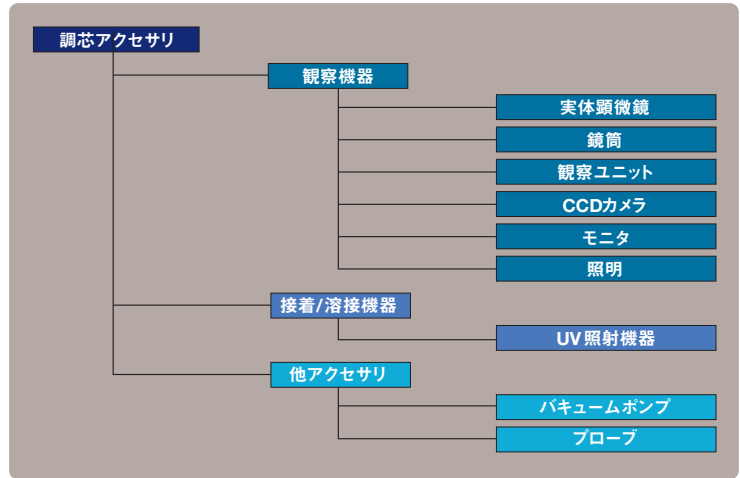 調芯アクセサリ
観察機器
実体顕微鏡
鏡筒
観察ユニット
CCDカメラ
モニタ
照明
接着/溶接機器
UV照射機器
他アクセサリ
バキュームポンプ
プローブ